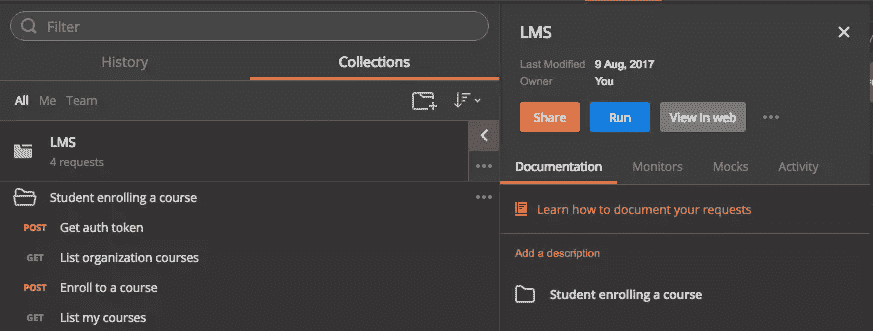 Filter
History Collections
All Me Team
LMS
4 requests
Student enrolling a course
POST Get auth token
GET List organization courses
POST Enroll to a course
GET List my courses
LMS
Last Modified 9 Aug, 2017
Owner You
Share Run View in web
Documentation Monitors Mocks Activity
Learn how to document your requests
Add a description
Student enrolling a course